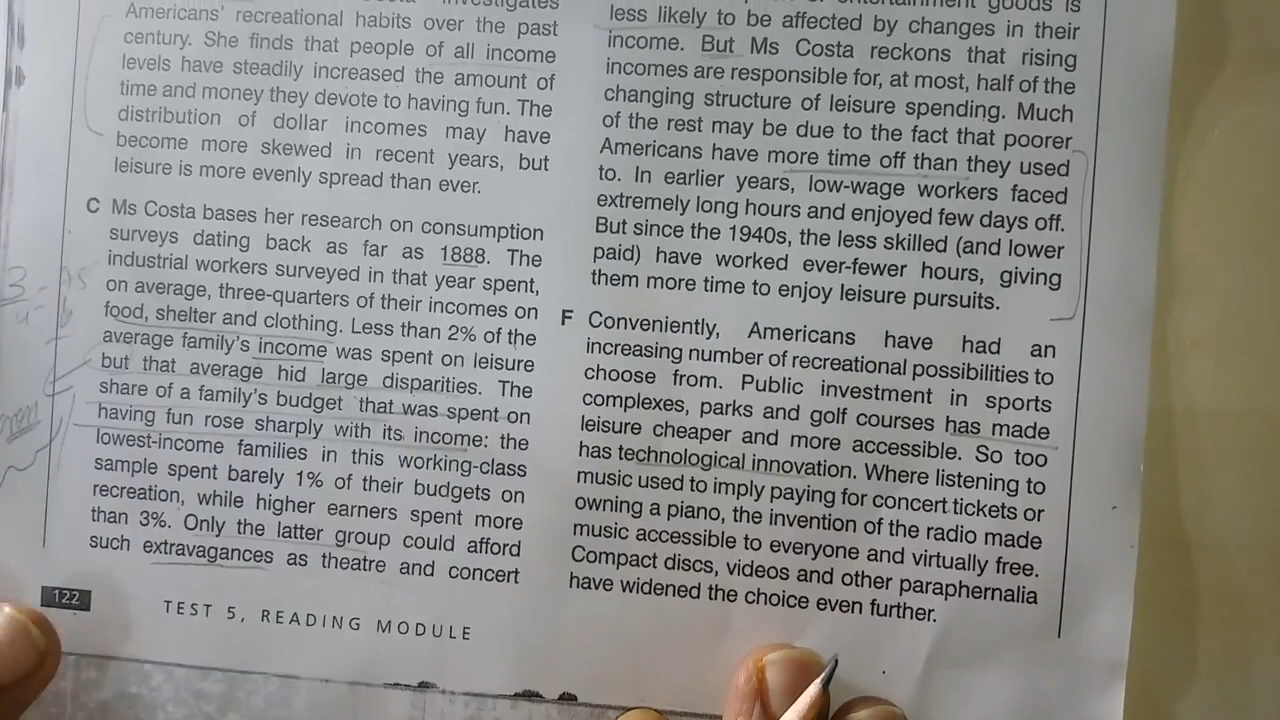 investigates
Americans' recreational habits over the past
century. She finds that people of all income
levels have steadily increased the amount of
time and money they devote to having fun. The
distribution of dollar incomes may have
become more skewed in recent years, but
leisure is more evenly spread than ever.
C Ms Costa bases her research on consumption
surveys dating back as far as 1888. The
industrial workers surveyed in that year spent,
on average, three-quarters of their incomes on
food, shelter and clothing. Less than 2% of the
average family's income was spent on leisure
but that average hid large disparities. The
share of a family's budget that was spent on
having fun rose sharply with its income: the
lowest-income families in this working-class
sample spent barely 1% of their budgets on
recreation, while higher earners spent more
than 3%. Only the latter group could afford
such extravagances as theatre and concert
3
4
122
TEST 5, READING MODULE
goods is
less likely to be affected by changes in their
income. But Ms Costa reckons that rising
incomes are responsible for, at most, half of the
changing structure of leisure spending. Much
of the rest may be due to the fact that poorer
Americans have more time off than they used
to. In earlier years, low-wage workers faced
extremely long hours and enjoyed few days off.
But since the 1940s, the less skilled (and lower
paid) have worked ever-fewer hours, giving
them more time to enjoy leisure pursuits.
F Conveniently, Americans have had an
increasing number of recreational possibilities to
choose from. Public investment in sports
complexes, parks and golf courses has made
leisure cheaper and more accessible. So too
has technological innovation. Where listening to
music used to imply paying for concert tickets or
owning a piano, the invention of the radio made
music accessible to everyone and virtually free.
Compact discs, videos and other paraphernalia
have widened the choice even further.